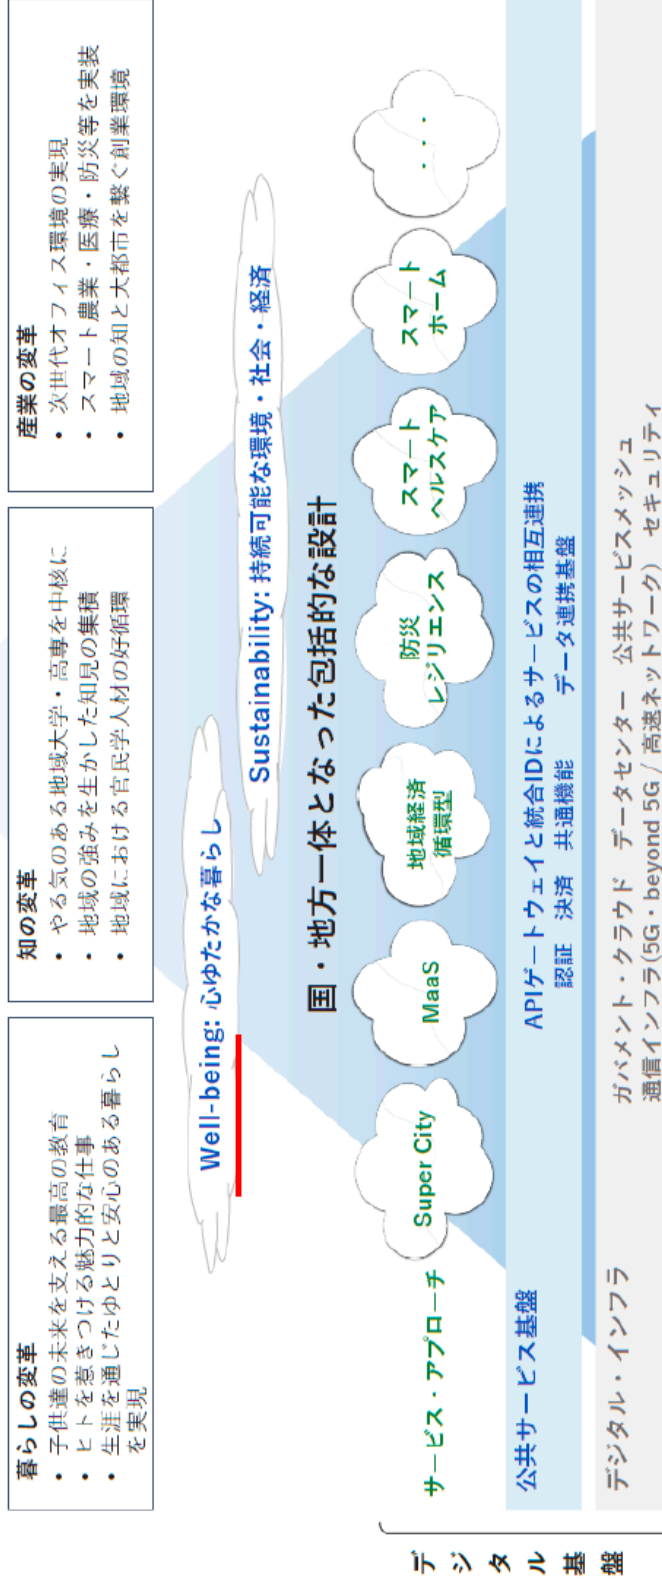 暮らしの変革
• 子供達の未来を支える最高の教育
• ヒトを惹きつける魅力的な仕事
• 生涯を通じたゆとりと安心のある暮らし
を実現
知の変革
• やる気のある地域大学・高専を中核に
• 地域の強みを生かした知見の集積
• 地域における官民学人材の好循環
産業の変革
• 次世代オフィス環境の実現
• スマート農業・医療・防災等を実装
• 地域の知と大都市を繋ぐ創業環境
Well-being: 心ゆたかな暮らし
Sustainability: 持続可能な環境・社会・経済
国・地方一体となった包括的な設計
デジタル基盤
サービス・アプローチ
Super City
MaaS
地域経済
循環型
防災
レジリエンス
スマート
ヘルスケア
スマート
ホーム
・・・
公共サービス基盤
APIゲートウェイと統合IDによるサービスの相互連携
認証 決済 共通機能 データ連携基盤
デジタル・インフラ
ガバメント・クラウド データセンター 公共サービスメッシュ
通信インフラ(5G・beyond 5G / 高速ネットワーク) セキュリティ